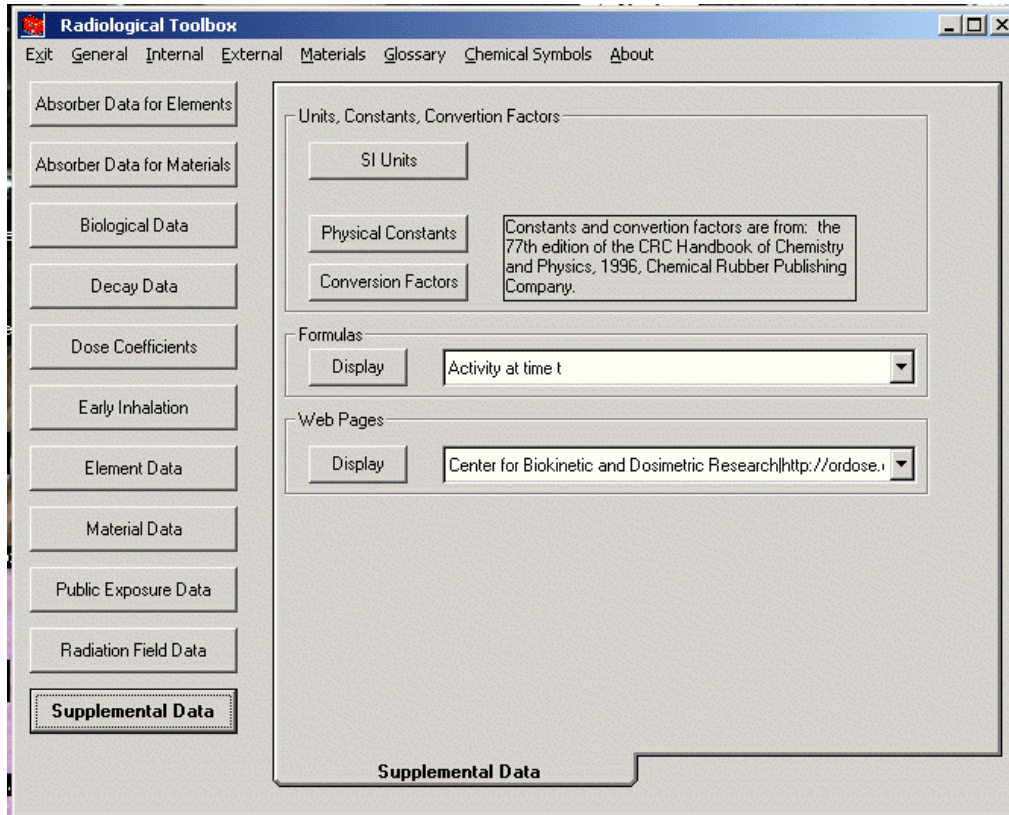 Radiological Toolbox
Exit General Internal External Materials Glossary Chemical Symbols About
Absorber Data for Elements
Absorber Data for Materials
Biological Data
Decay Data
Dose Coefficients
Early Inhalation
Element Data
Material Data
Public Exposure Data
Radiation Field Data
Supplemental Data
Units, Constants, Convertion Factors
SI Units
Physical Constants
Conversion Factors
Constants and convertion factors are from: the
77th edition of the CRC Handbook of Chemistry
and Physics, 1996, Chemical Rubber Publishing
Company.
Formulas
Display
Activity at time t
Web Pages
Display
Center for Biokinetic and Dosimetric Research|http://ordose.
Supplemental Data